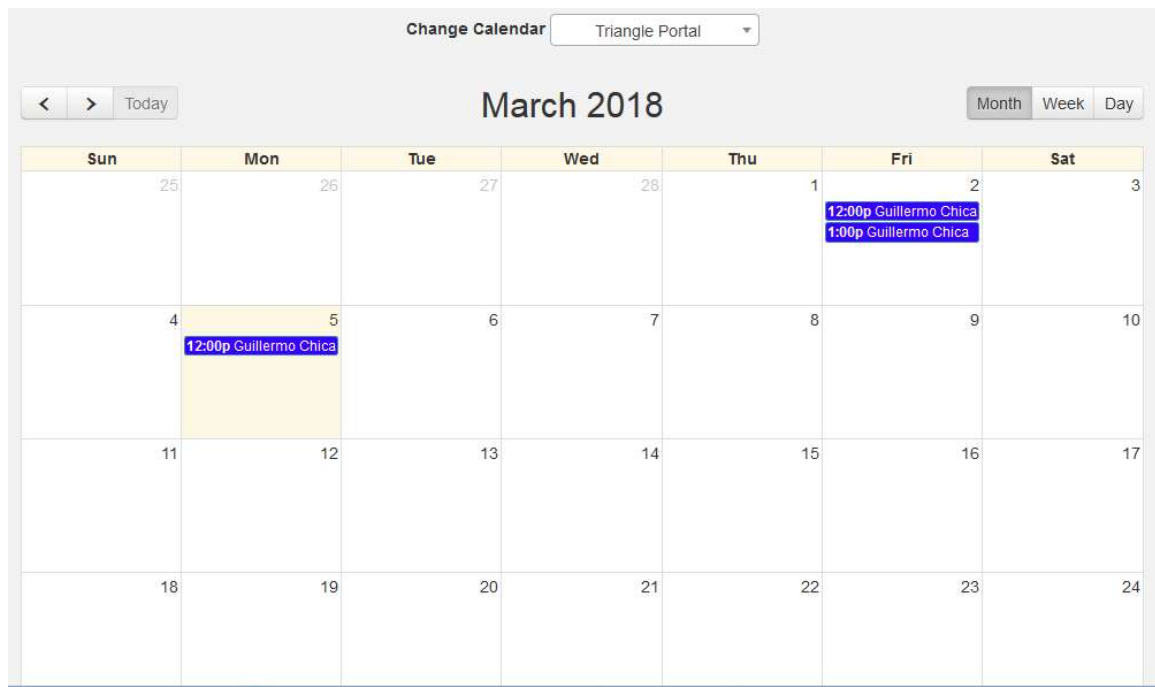 Change Calendar Triangle Portal
< > Today March 2018 Month Week Day
Sun Mon Tue Wed Thu Fri Sat
25 26 27 28 1 2 3
12:00p Guillermo Chica
1:00p Guillermo Chica
4 5 6 7 8 9 10
12:00p Guillermo Chica
11 12 13 14 15 16 17
18 19 20 21 22 23 24